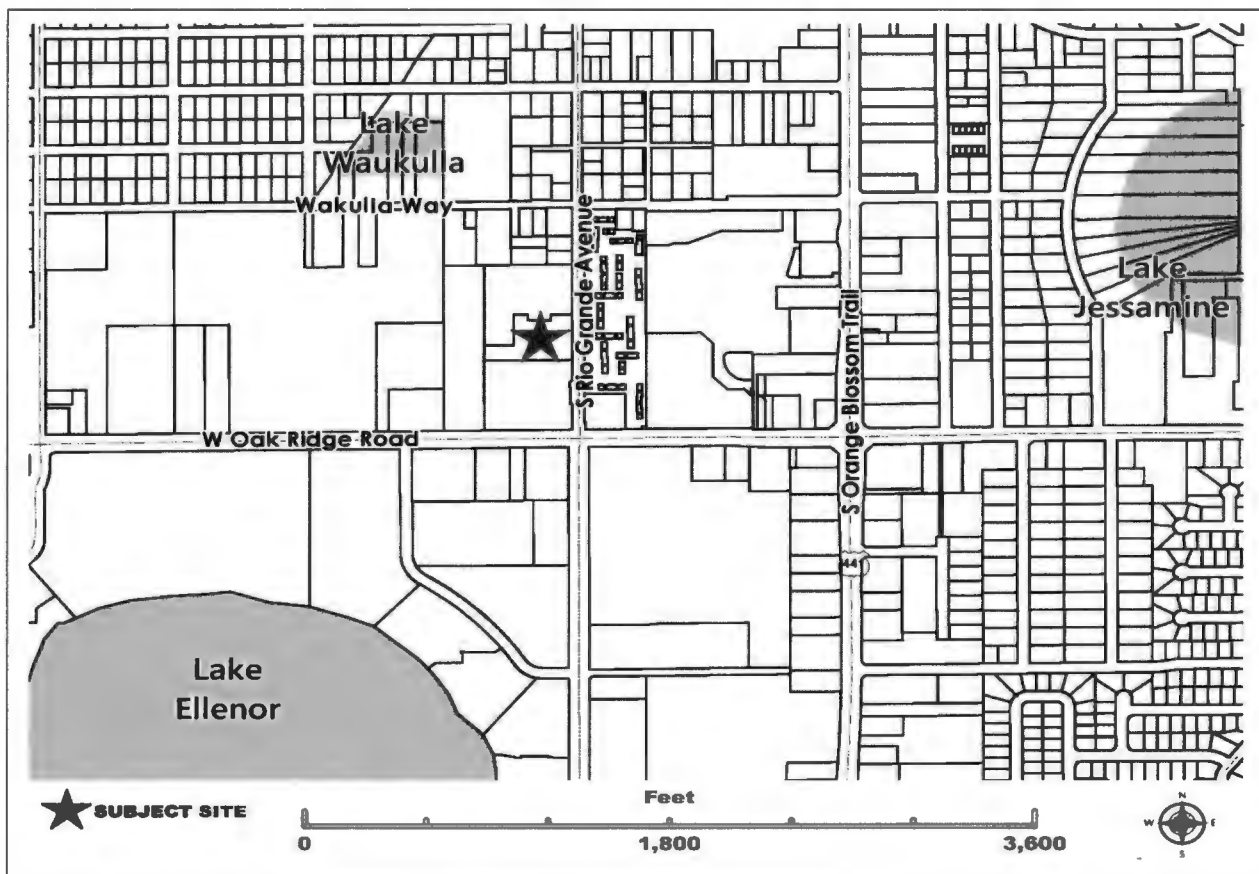 Lake
Waukulla
Wakulla Way
S Rio Grande Avenue
Lake
Jessamine
S Orange Blossom Trail
W Oak Ridge Road
44
Lake
Ellenor
SUBJECT SITE
Feet
0
1,800
3,600
N
W
E
S